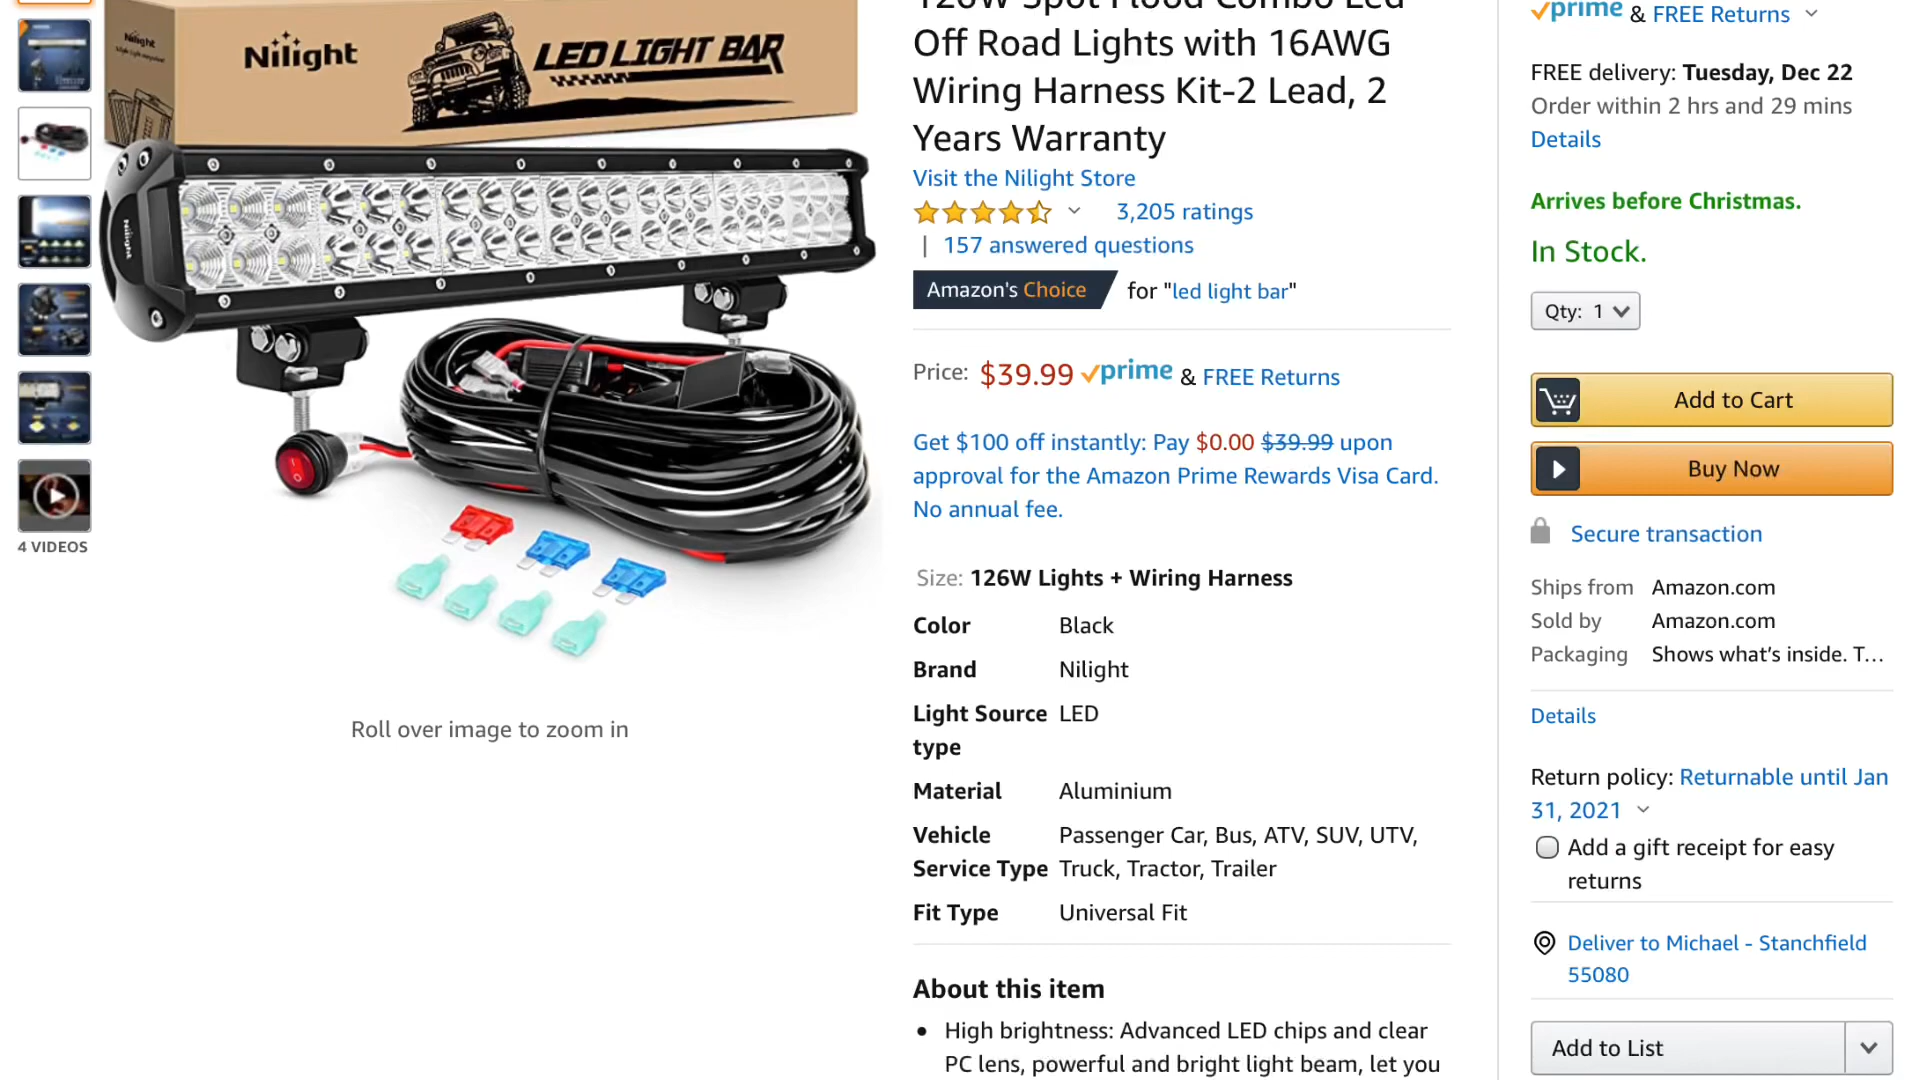 Nilight
Nilight
LED LIGHT BAR
Nilight
4 VIDEOS
Roll over image to zoom in
126W Spot Flood Combo Led
Off Road Lights with 16AWG
Wiring Harness Kit-2 Lead, 2
Years Warranty
Visit the Nilight Store
3,205 ratings
| 157 answered questions
Amazon's Choice for "led light bar"
Price: $39.99 prime & FREE Returns
Get $100 off instantly: Pay $0.00 $39.99 upon
approval for the Amazon Prime Rewards Visa Card.
No annual fee.
Size: 126W Lights + Wiring Harness
Color Black
Brand Nilight
Light Source LED
type
Material Aluminium
Vehicle Passenger Car, Bus, ATV, SUV, UTV,
Service Type Truck, Tractor, Trailer
Fit Type Universal Fit
About this item
• High brightness: Advanced LED chips and clear
PC lens, powerful and bright light beam, let you
prime & FREE Returns
FREE delivery: Tuesday, Dec 22
Order within 2 hrs and 29 mins
Details
Arrives before Christmas.
In Stock.
Qty: 1
Add to Cart
Buy Now
Secure transaction
Ships from Amazon.com
Sold by Amazon.com
Packaging Shows what's inside. T...
Details
Return policy: Returnable until Jan
31, 2021
Add a gift receipt for easy
returns
Deliver to Michael - Stanchfield
55080
Add to List